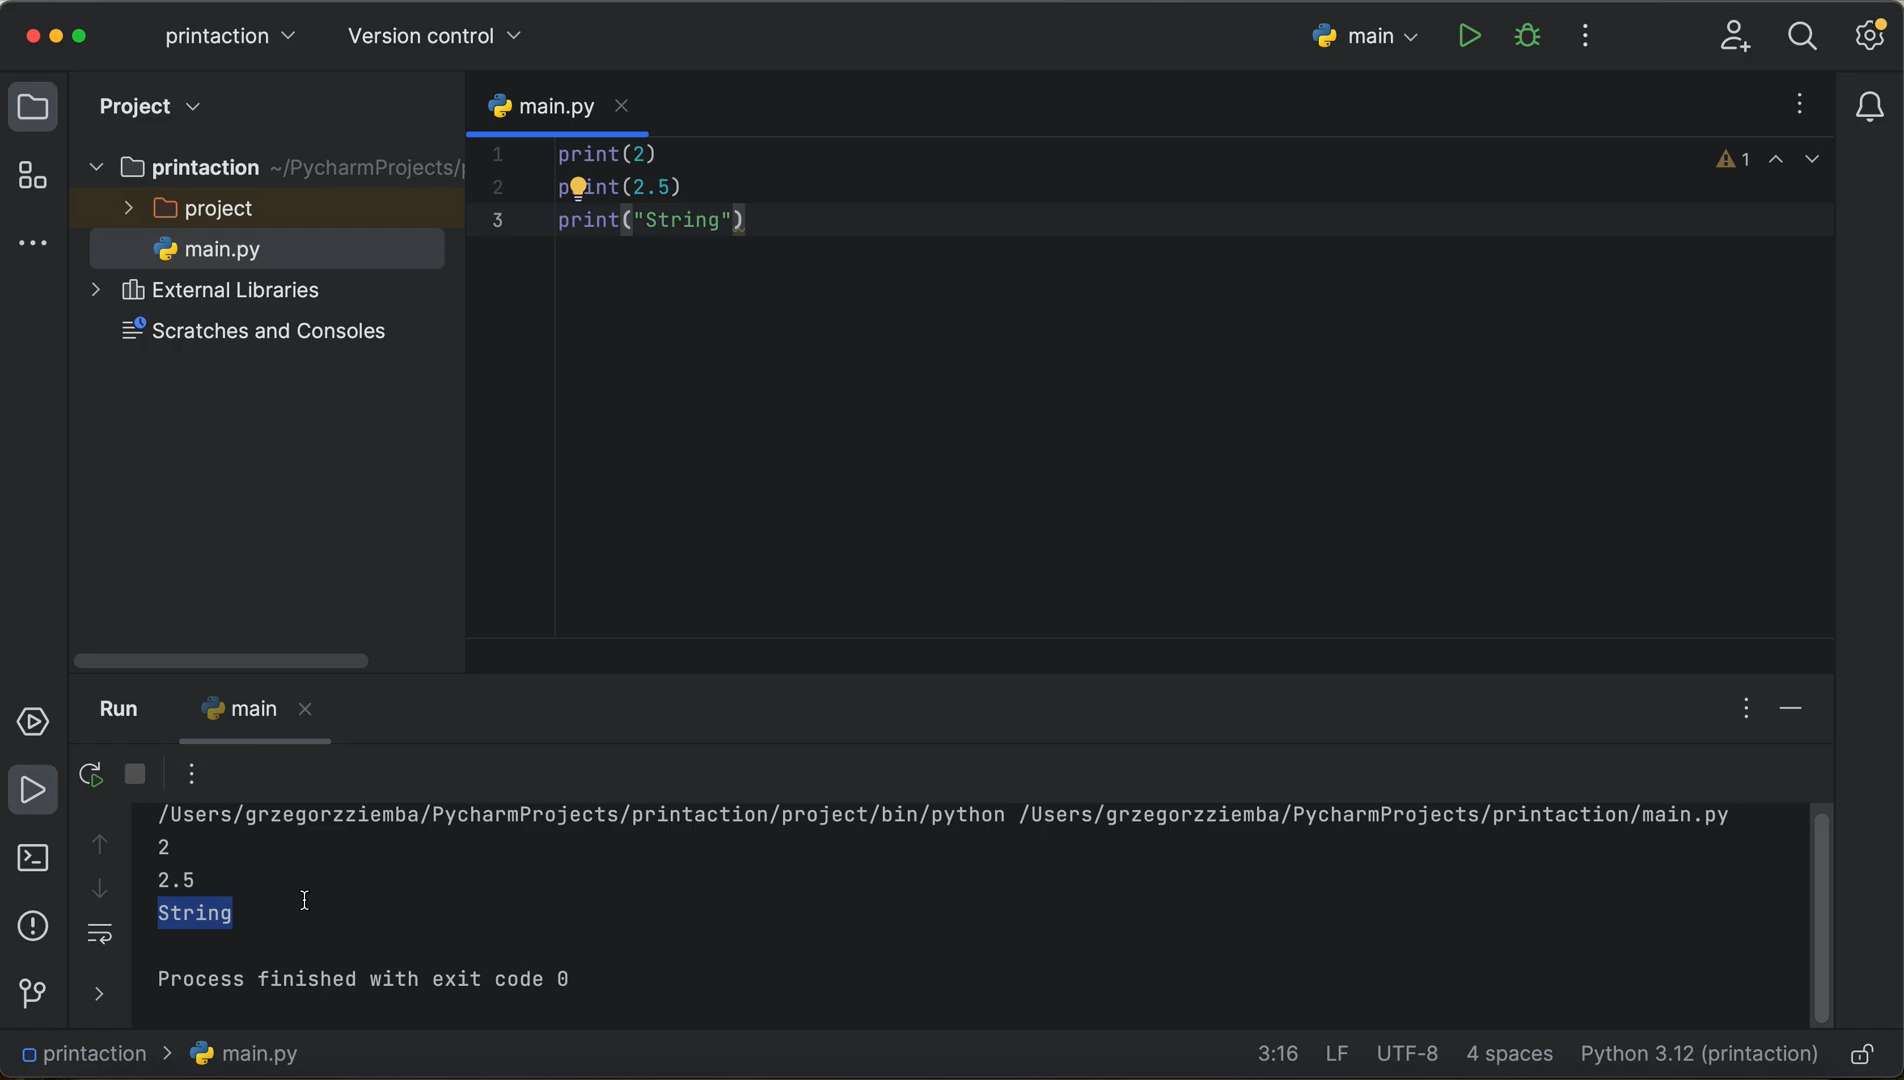 printaction
Version control
main
Project
main.py
printaction ~/PycharmProjects/
project
main.py
External Libraries
Scratches and Consoles
1 print(2)
2 print(2.5)
3 print("String")
1
Run
main
/Users/grzegorzziemba/PycharmProjects/printaction/project/bin/python /Users/grzegorzziemba/PycharmProjects/printaction/main.py
2
2.5
String
Process finished with exit code 0
printaction > main.py
3:16 LF UTF-8 4 spaces Python 3.12 (printaction)